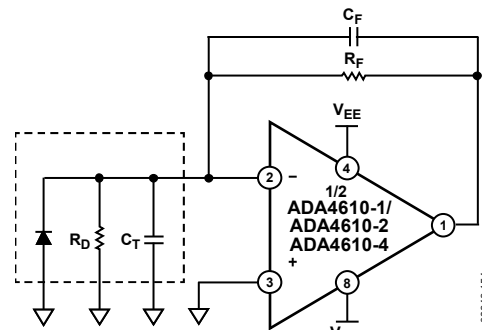 CF
RF
VEE
4
2
−
1/2
ADA4610-1/
ADA4610-2
ADA4610-4
1
RD
CT
+
3
8